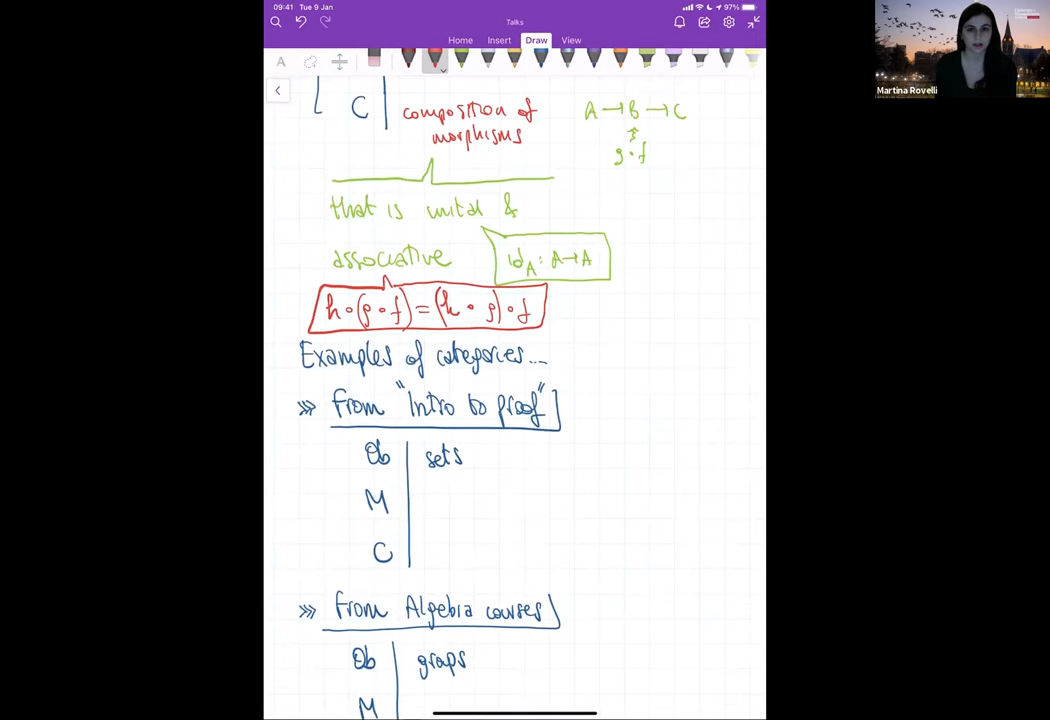 09:41 Tue 9 Jan
97%
Talks
Home Insert Draw View
Martina Rovelli
C composition of morphisms
A → B → C
g∘f
that is unital &
associative
id_A : A→A
h∘(g∘f)=(h∘g)∘f
Examples of categories...
>>> From "Intro to proof"
Ob sets
M
C
>>> From Algebra courses
Ob groups
M